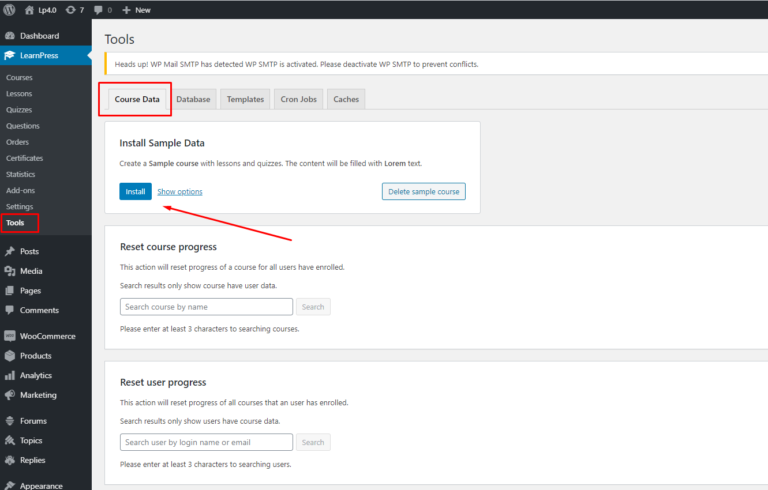 Lp4.0 7 0 New
Dashboard
LearnPress
Courses
Lessons
Quizzes
Questions
Orders
Certificates
Statistics
Add-ons
Settings
Tools
Posts
Media
Pages
Comments
WooCommerce
Products
Analytics
Marketing
Forums
Topics
Replies
Appearance
Tools
Heads up! WP Mail SMTP has detected WP SMTP is activated. Please deactivate WP SMTP to prevent conflicts.
Course Data Database Templates Cron Jobs Caches
Install Sample Data
Create a Sample course with lessons and quizzes. The content will be filled with Lorem text.
Install Show options Delete sample course
Reset course progress
This action will reset progress of a course for all users have enrolled.
Search results only show course have user data.
Search course by name Search
Please enter at least 3 characters to searching courses.
Reset user progress
This action will reset progress of all courses that an user has enrolled.
Search results only show users have course data.
Search user by login name or email Search
Please enter at least 3 characters to searching users.